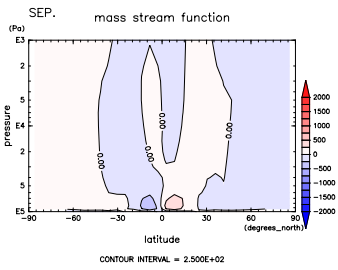 SEP.
mass stream function
(Pa)
E3
2
5
E4
2
5
E5
pressure
0.00
0.00
0.00
0.00
-90 -60 -30 0 30 60 90
(degrees_north)
latitude
2000
1500
1000
500
0
-500
-1000
-1500
-2000
CONTOUR INTERVAL = 2.500E+02